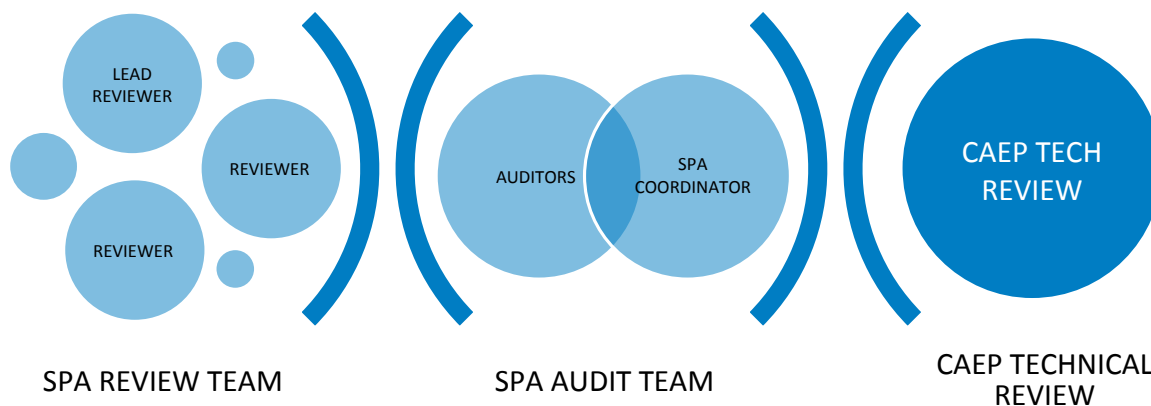 LEAD
REVIEWER
REVIEWER
REVIEWER
SPA REVIEW TEAM
AUDITORS
SPA
COORDINATOR
SPA AUDIT TEAM
CAEP TECH
REVIEW
CAEP TECHNICAL
REVIEW